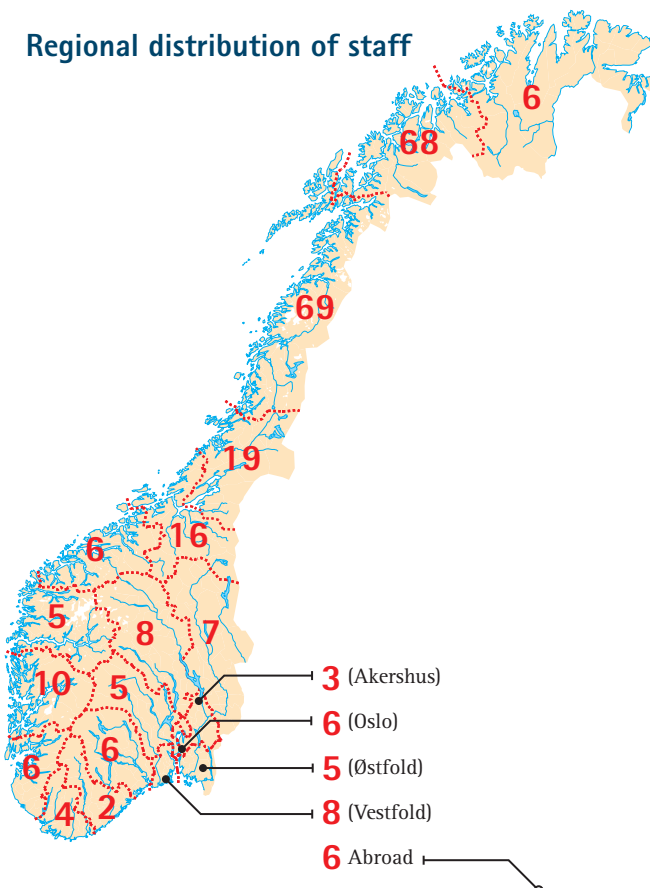 Regional distribution of staff
6
68
69
19
16
6
5
8
7
10
5
3 (Akershus)
6 (Oslo)
6
6
5 (Østfold)
4
2
8 (Vestfold)
6 Abroad